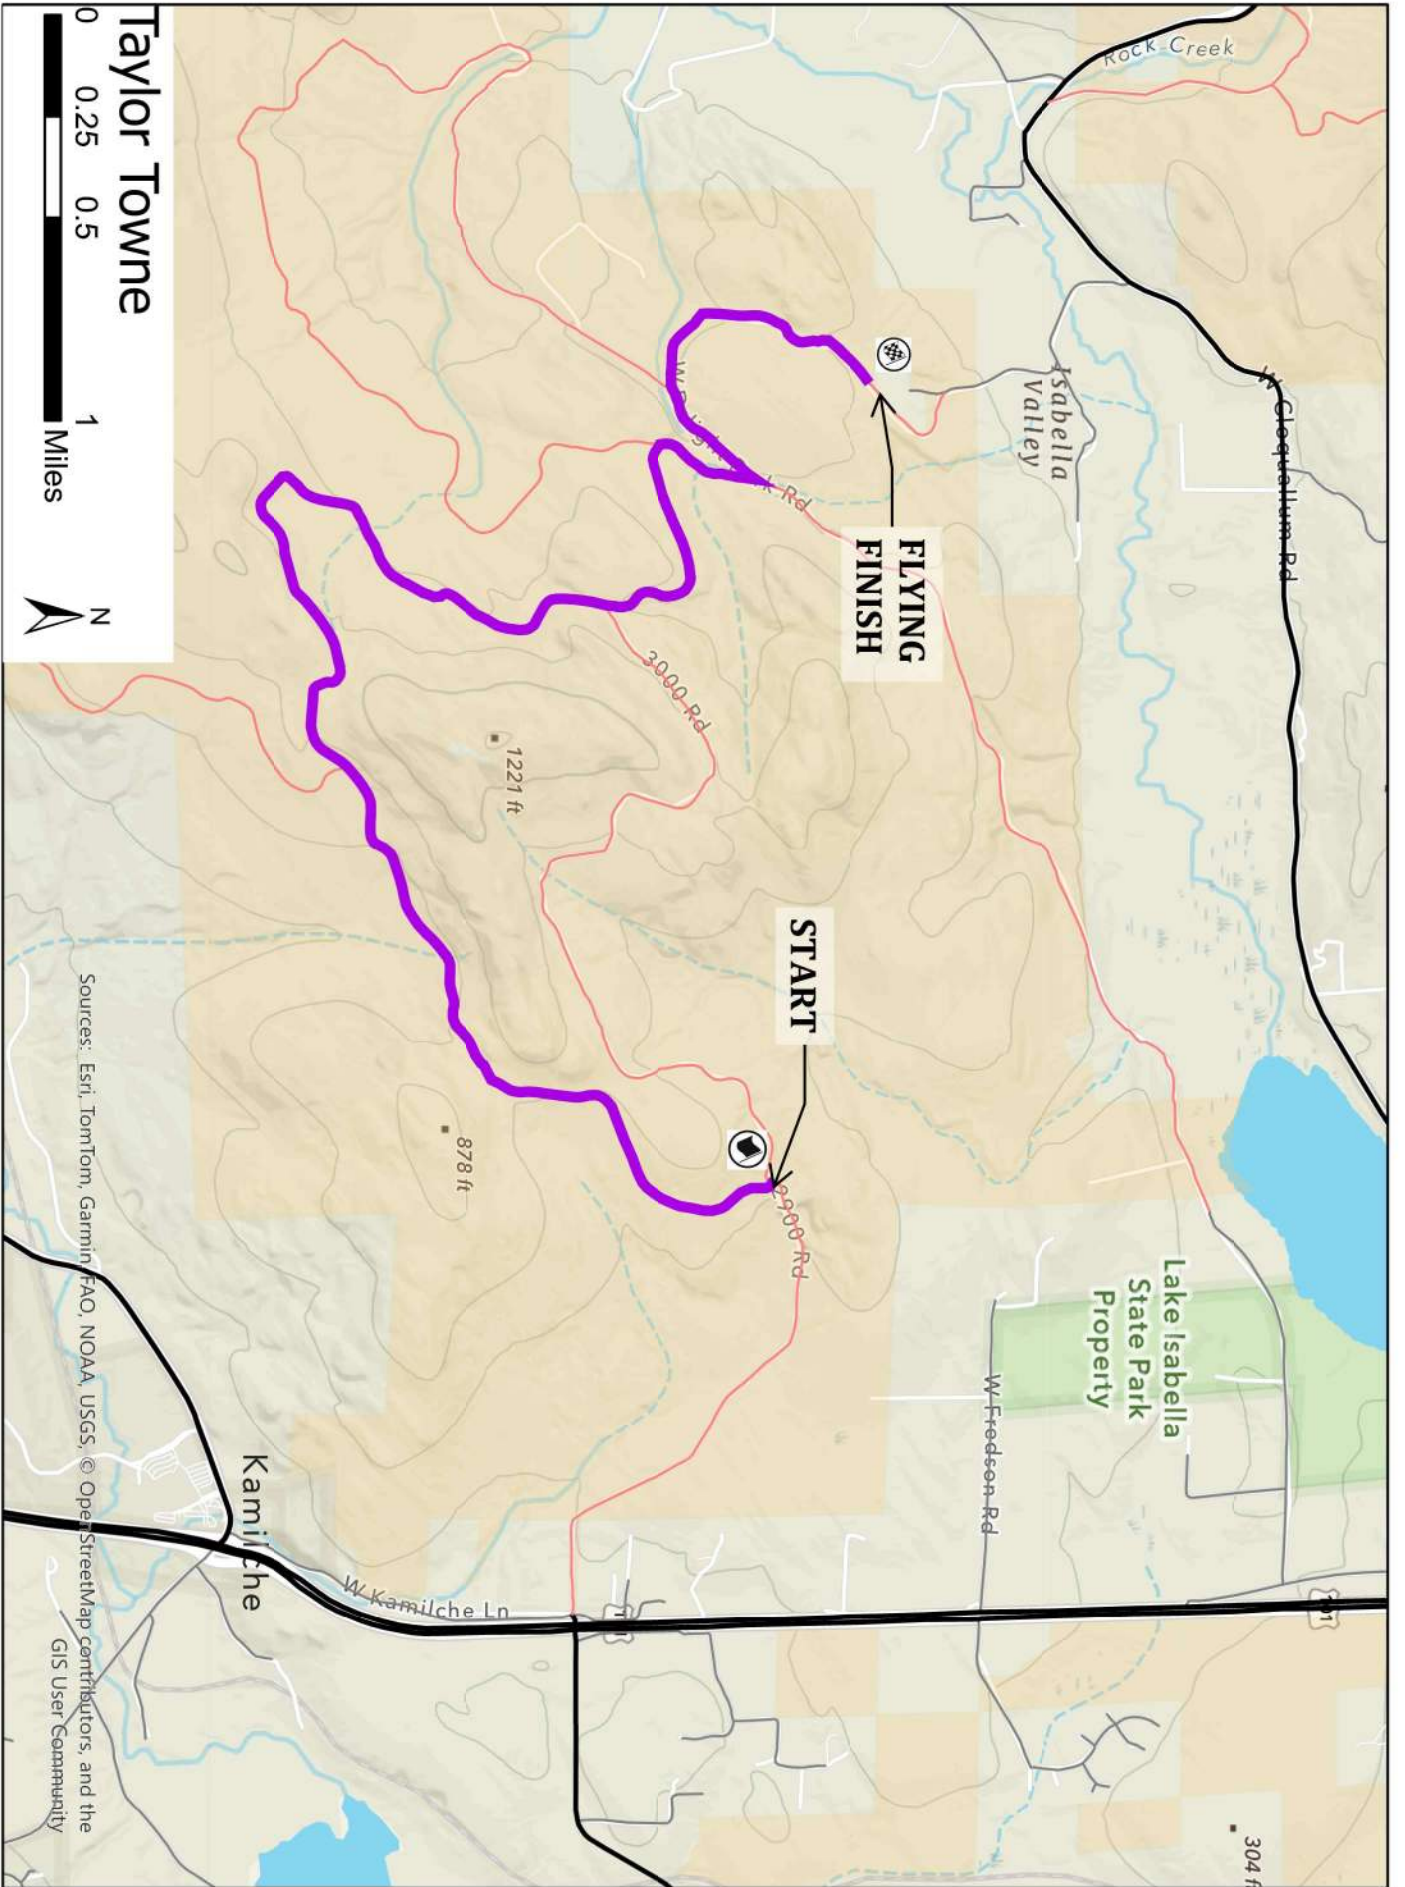 Rock Creek
W Cloquallum Rd
Isabella
Valley
FLYING
FINISH
Rd
3000 Rd
1221 ft
START
2900 Rd
878 ft
Lake Isabella
State Park
Property
W Fredson Rd
101
W Kamilche Ln
Kamilche
304 f
Taylor Towne
0 0.25 0.5 1
Miles
N
Sources: Esri, TomTom, Garmin, FAO, NOAA, USGS, © OpenStreetMap contributors, and the
GIS User Community